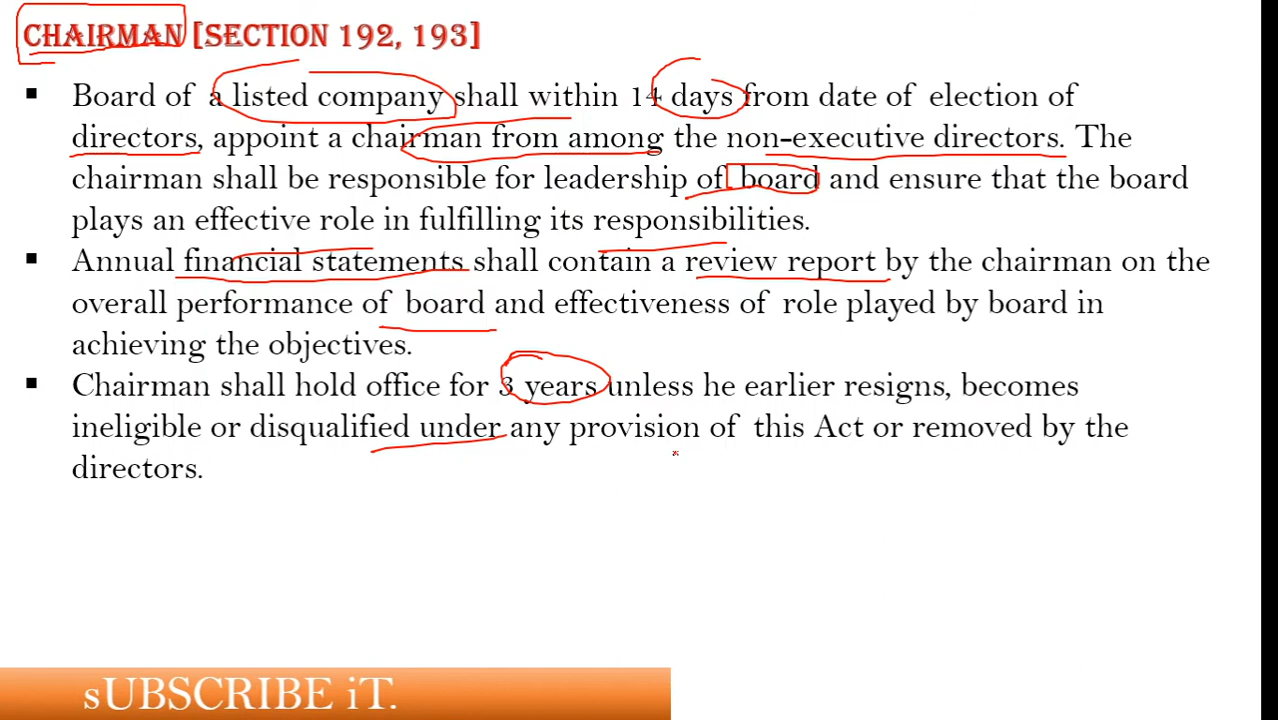 CHAIRMAN [SECTION 192, 193]
▪ Board of a listed company shall within 14 days from date of election of
directors, appoint a chairman from among the non-executive directors. The
chairman shall be responsible for leadership of board and ensure that the board
plays an effective role in fulfilling its responsibilities.
▪ Annual financial statements shall contain a review report by the chairman on the
overall performance of board and effectiveness of role played by board in
achieving the objectives.
▪ Chairman shall hold office for 3 years unless he earlier resigns, becomes
ineligible or disqualified under any provision of this Act or removed by the
directors.
sUBSCRIBE iT.